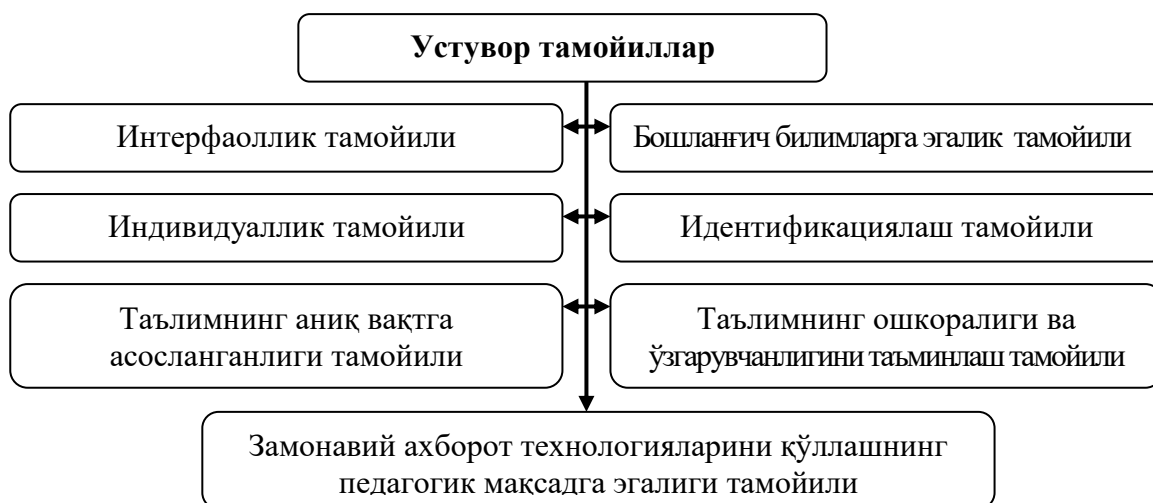 Устувор тамойиллар
Интерфаоллик тамойили
Бошланғич билимларга эгалик тамойили
Индивидуаллик тамойили
Идентификациялаш тамойили
Таълимнинг аниқ вақтга
асосланганлиги тамойили
Таълимнинг ошкоралиги ва
ўзгарувчанлигини таъминлаш тамойили
Замонавий ахборот технологияларини қўллашнинг
педагогик мақсадга эгалиги тамойили